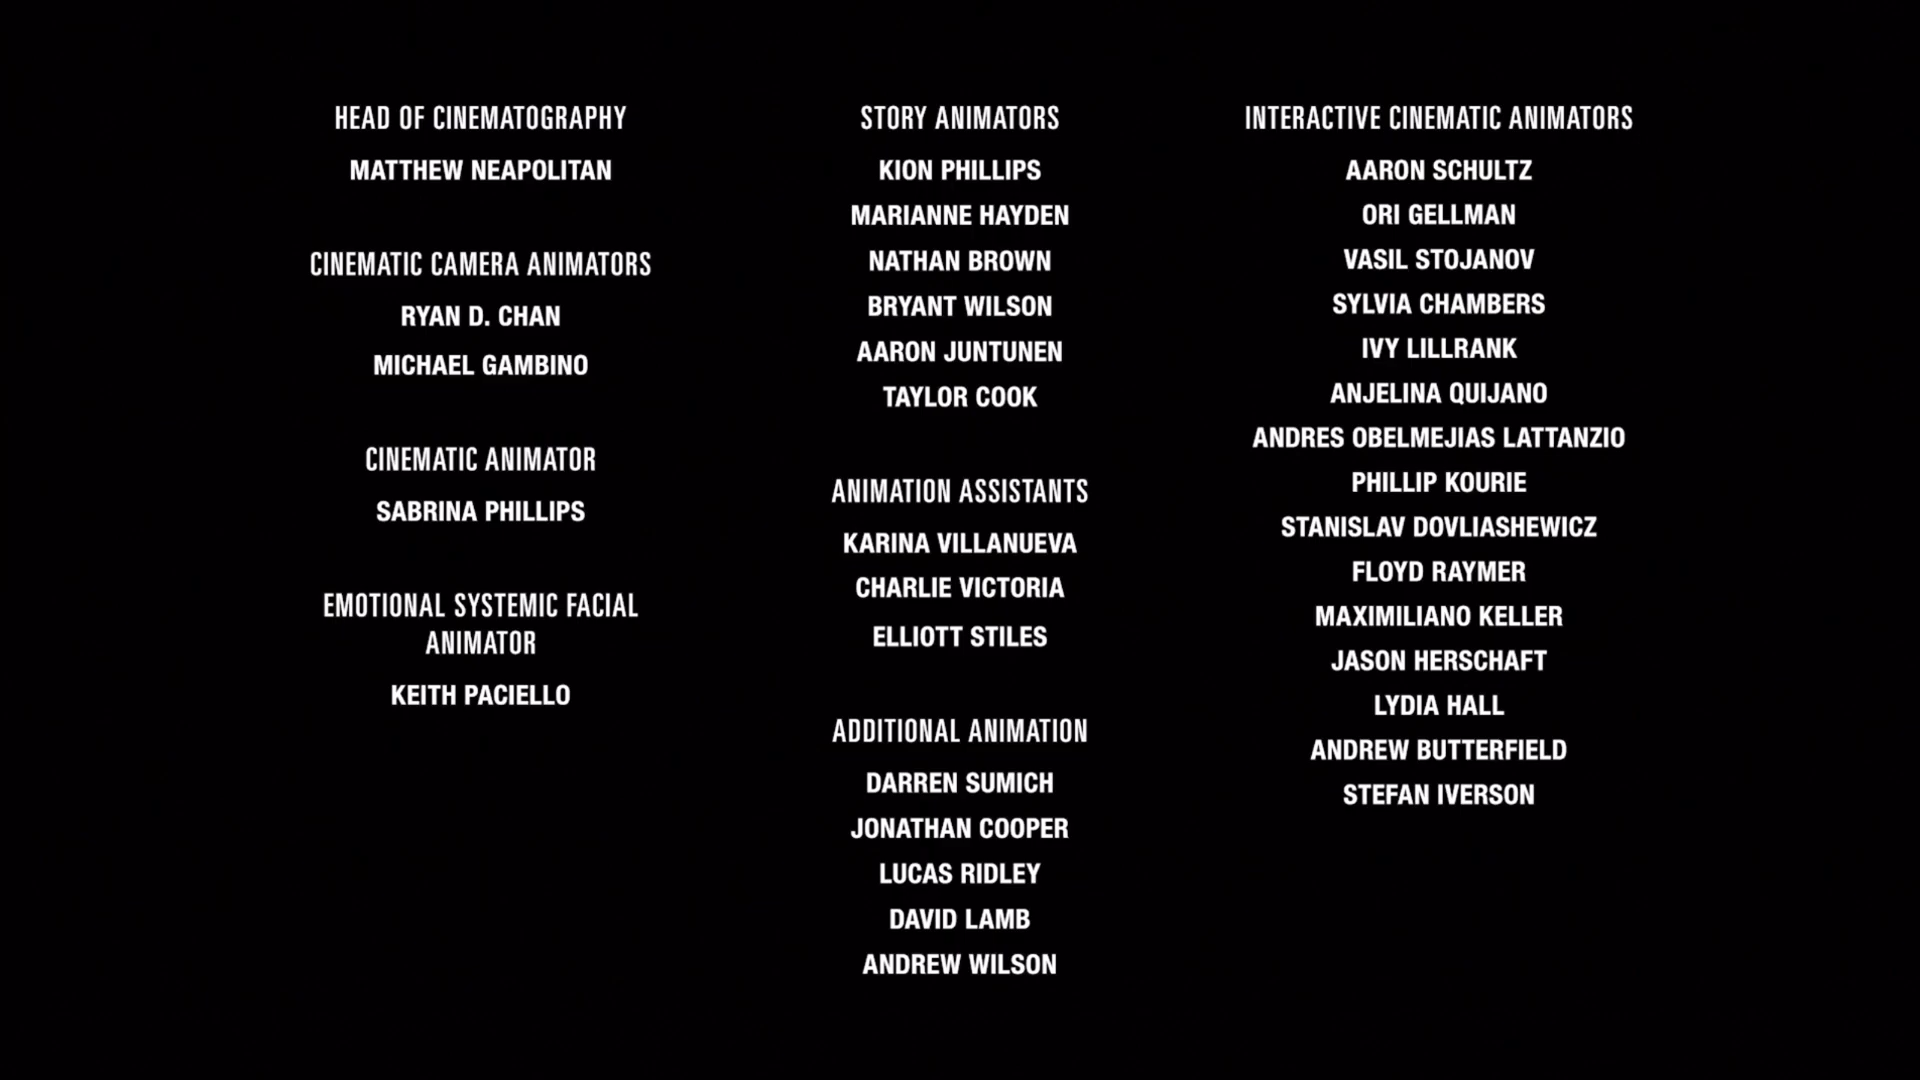 HEAD OF CINEMATOGRAPHY
MATTHEW NEAPOLITAN
CINEMATIC CAMERA ANIMATORS
RYAN D. CHAN
MICHAEL GAMBINO
CINEMATIC ANIMATOR
SABRINA PHILLIPS
EMOTIONAL SYSTEMIC FACIAL
ANIMATOR
KEITH PACIELLO
STORY ANIMATORS
KION PHILLIPS
MARIANNE HAYDEN
NATHAN BROWN
BRYANT WILSON
AARON JUNTUNEN
TAYLOR COOK
ANIMATION ASSISTANTS
KARINA VILLANUEVA
CHARLIE VICTORIA
ELLIOTT STILES
ADDITIONAL ANIMATION
DARREN SUMICH
JONATHAN COOPER
LUCAS RIDLEY
DAVID LAMB
ANDREW WILSON
INTERACTIVE CINEMATIC ANIMATORS
AARON SCHULTZ
ORI GELLMAN
VASIL STOJANOV
SYLVIA CHAMBERS
IVY LILLRANK
ANJELINA QUIJANO
ANDRES OBELMEJIAS LATTANZIO
PHILLIP KOURIE
STANISLAV DOVLIASHEWICZ
FLOYD RAYMER
MAXIMILIANO KELLER
JASON HERSCHAFT
LYDIA HALL
ANDREW BUTTERFIELD
STEFAN IVERSON